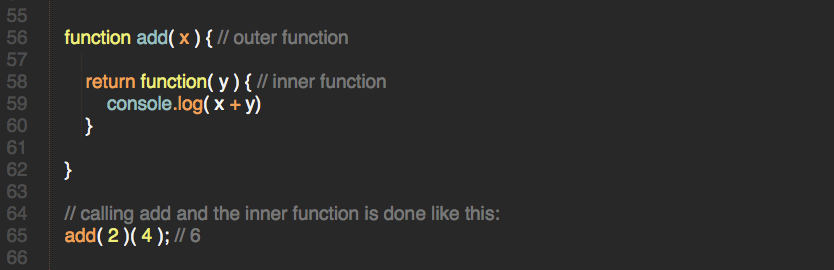 55
56 function add( x ) { // outer function
57
58 return function( y ) { // inner function
59 console.log( x + y)
60 }
61
62 }
63
64 // calling add and the inner function is done like this:
65 add( 2 )( 4 ); // 6
66